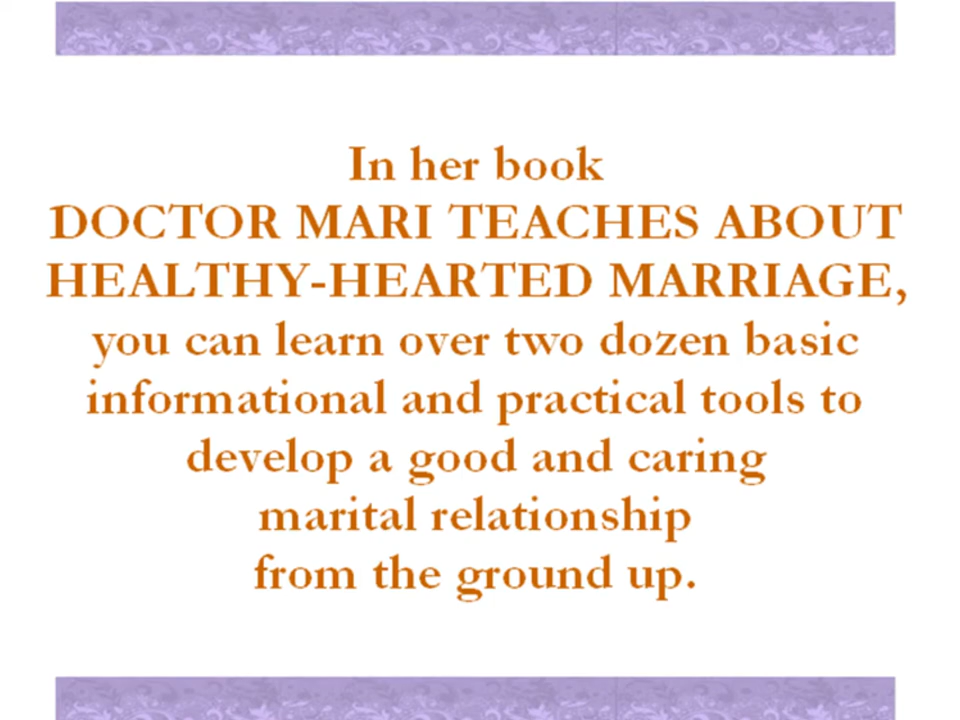 In her book
DOCTOR MARI TEACHES ABOUT
HEALTHY-HEARTED MARRIAGE,
you can learn over two dozen basic
informational and practical tools to
develop a good and caring
marital relationship
from the ground up.